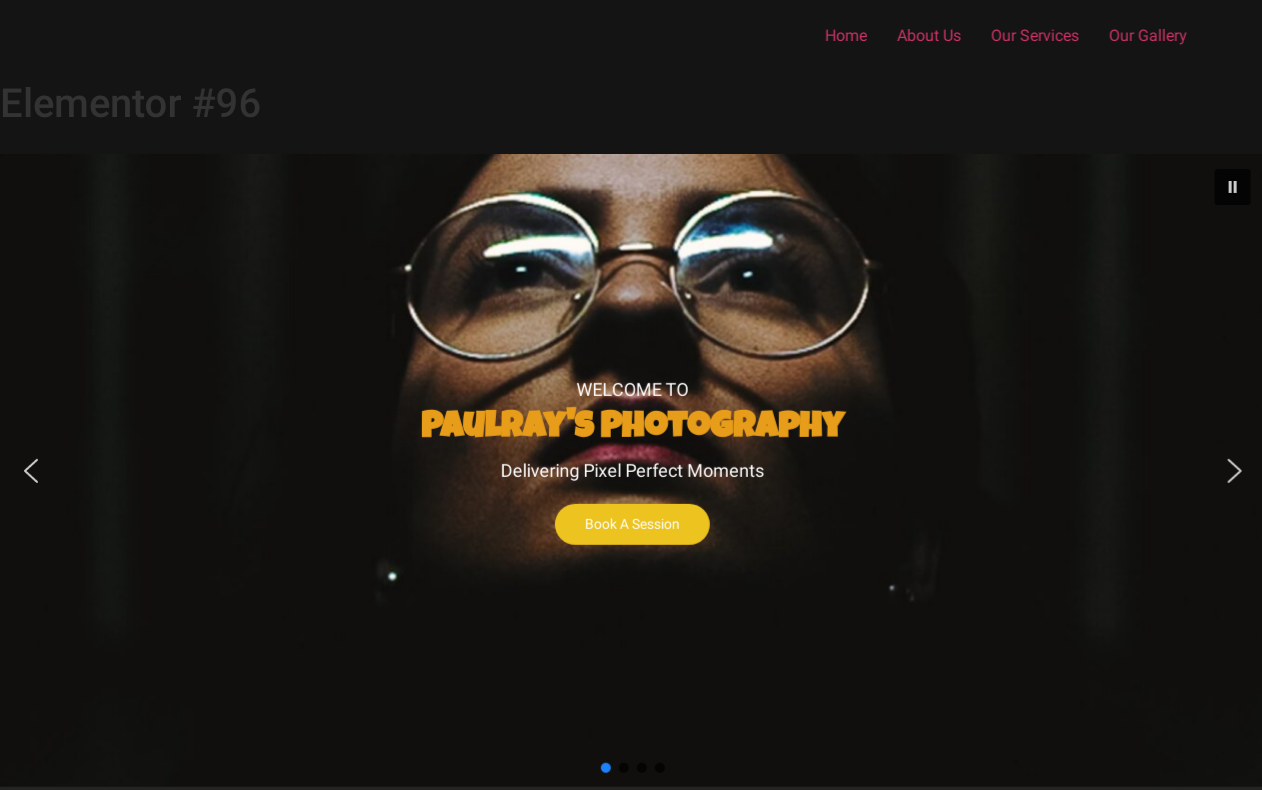 Home About Us Our Services Our Gallery
Elementor #96
WELCOME TO
PAULRAY'S PHOTOGRAPHY
Delivering Pixel Perfect Moments
Book A Session